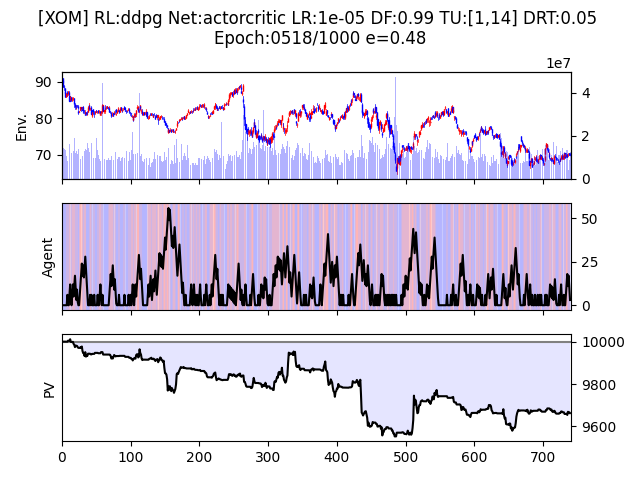 [XOM] RL:ddpg Net:actorcritic LR:1e-05 DF:0.99 TU:[1,14] DRT:0.05
Epoch:0518/1000 e=0.48
1e7
Env.
90
80
70
4
2
0
Agent
50
25
0
PV
10000
9800
9600
0 100 200 300 400 500 600 700